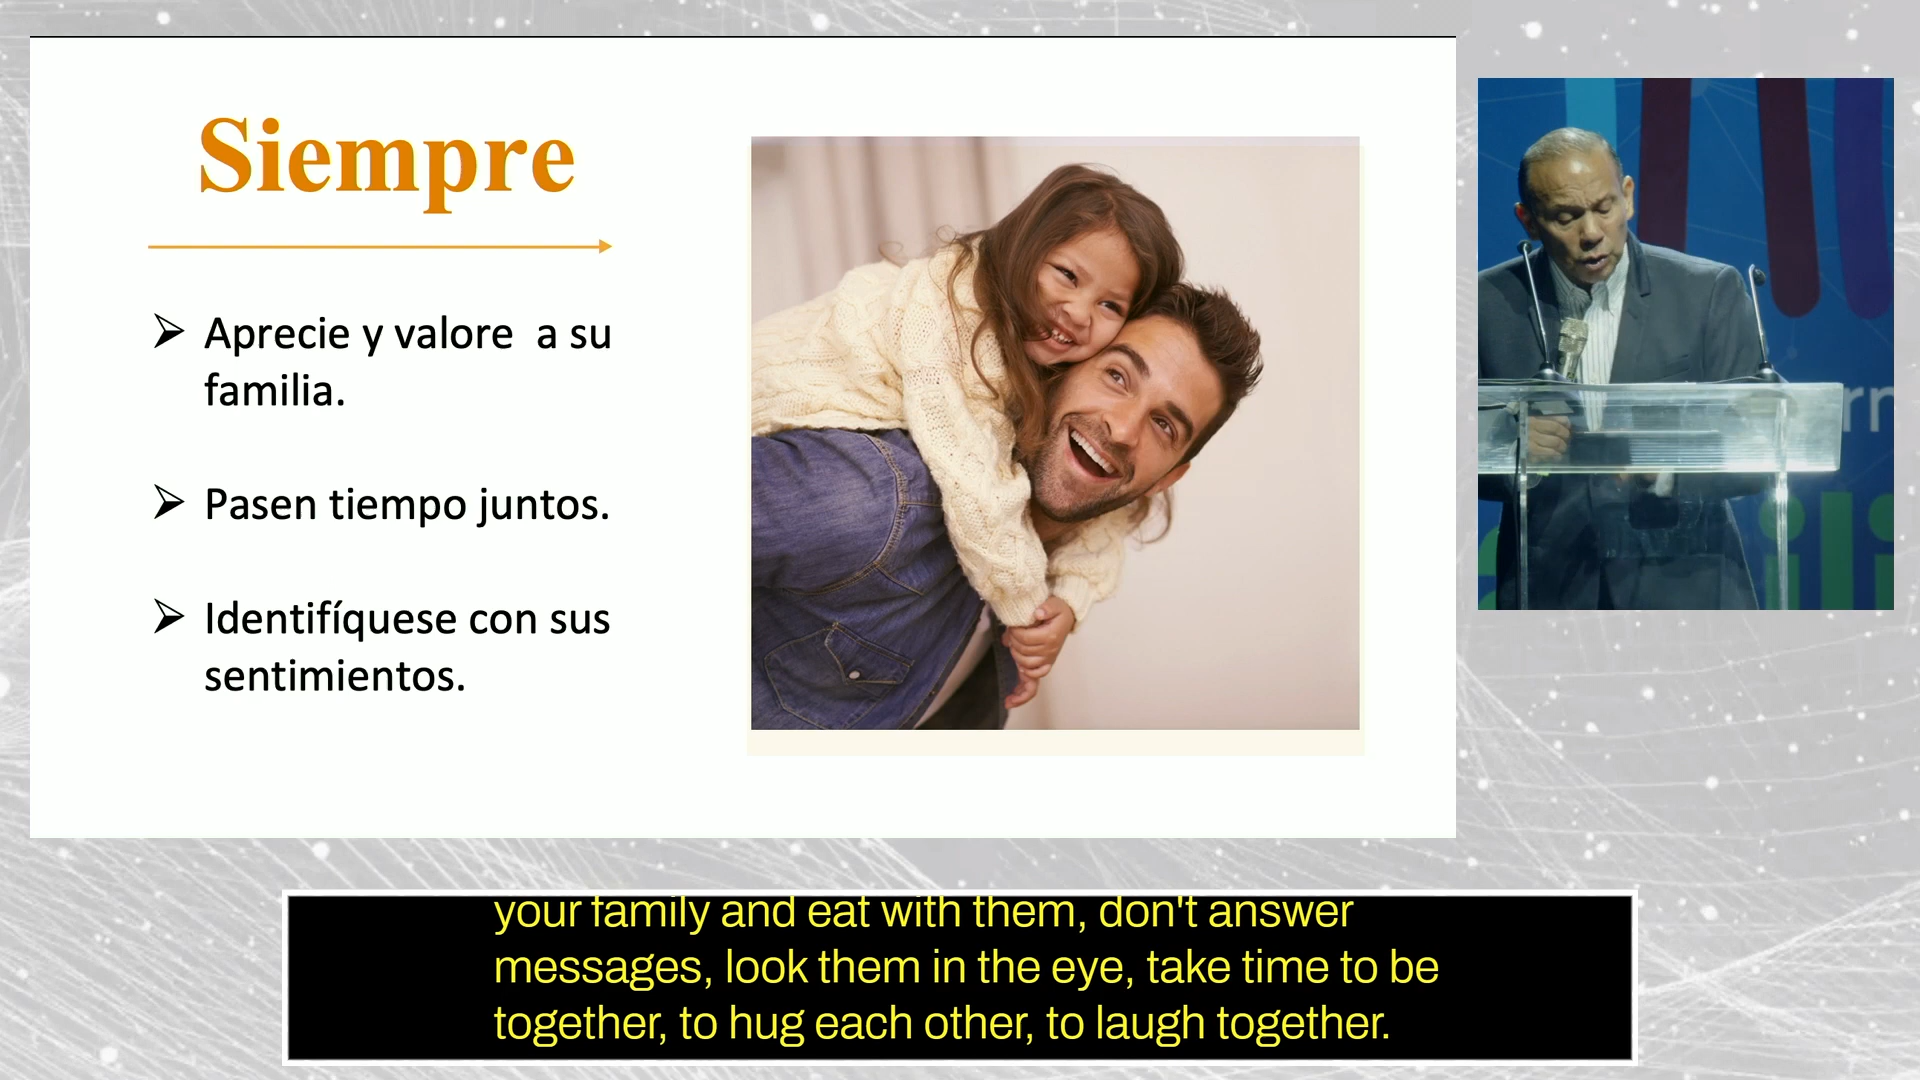 Siempre
Aprecie y valore  a su
familia.
Pasen tiempo juntos.
Identifíquese con sus
sentimientos.
your family and eat with them, don't answer
messages, look them in the eye, take time to be
together, to hug each other, to laugh together.